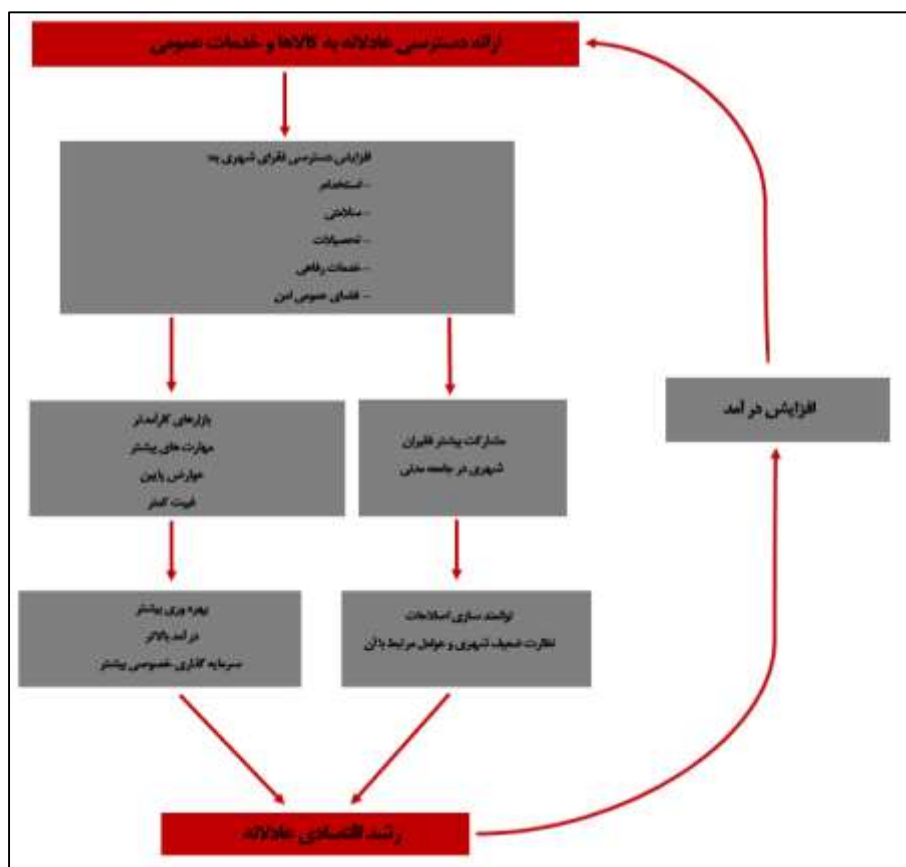 ارائه دسترسی عادلانه به کالاها و خدمات عمومی
افزایش دسترسی فقرای شهری به:
- استخدام
- سلامتی
- تحصیلات
- خدمات رفاهی
- فضای عمومی امن
بازارهای کارآمدتر
مهارت های بیشتر
عوارض پایین
غیبت کمتر
مشارکت بیشتر فقیران
شهری در جامعه مدنی
افزایش درآمد
بهره وری بیشتر
درآمد بالاتر
سرمایه گذاری خصوصی بیشتر
توانمند سازی اصلاحات
نظارت ضعیف شهری و عوامل مرتبط با آن
رشد اقتصادی عادلانه